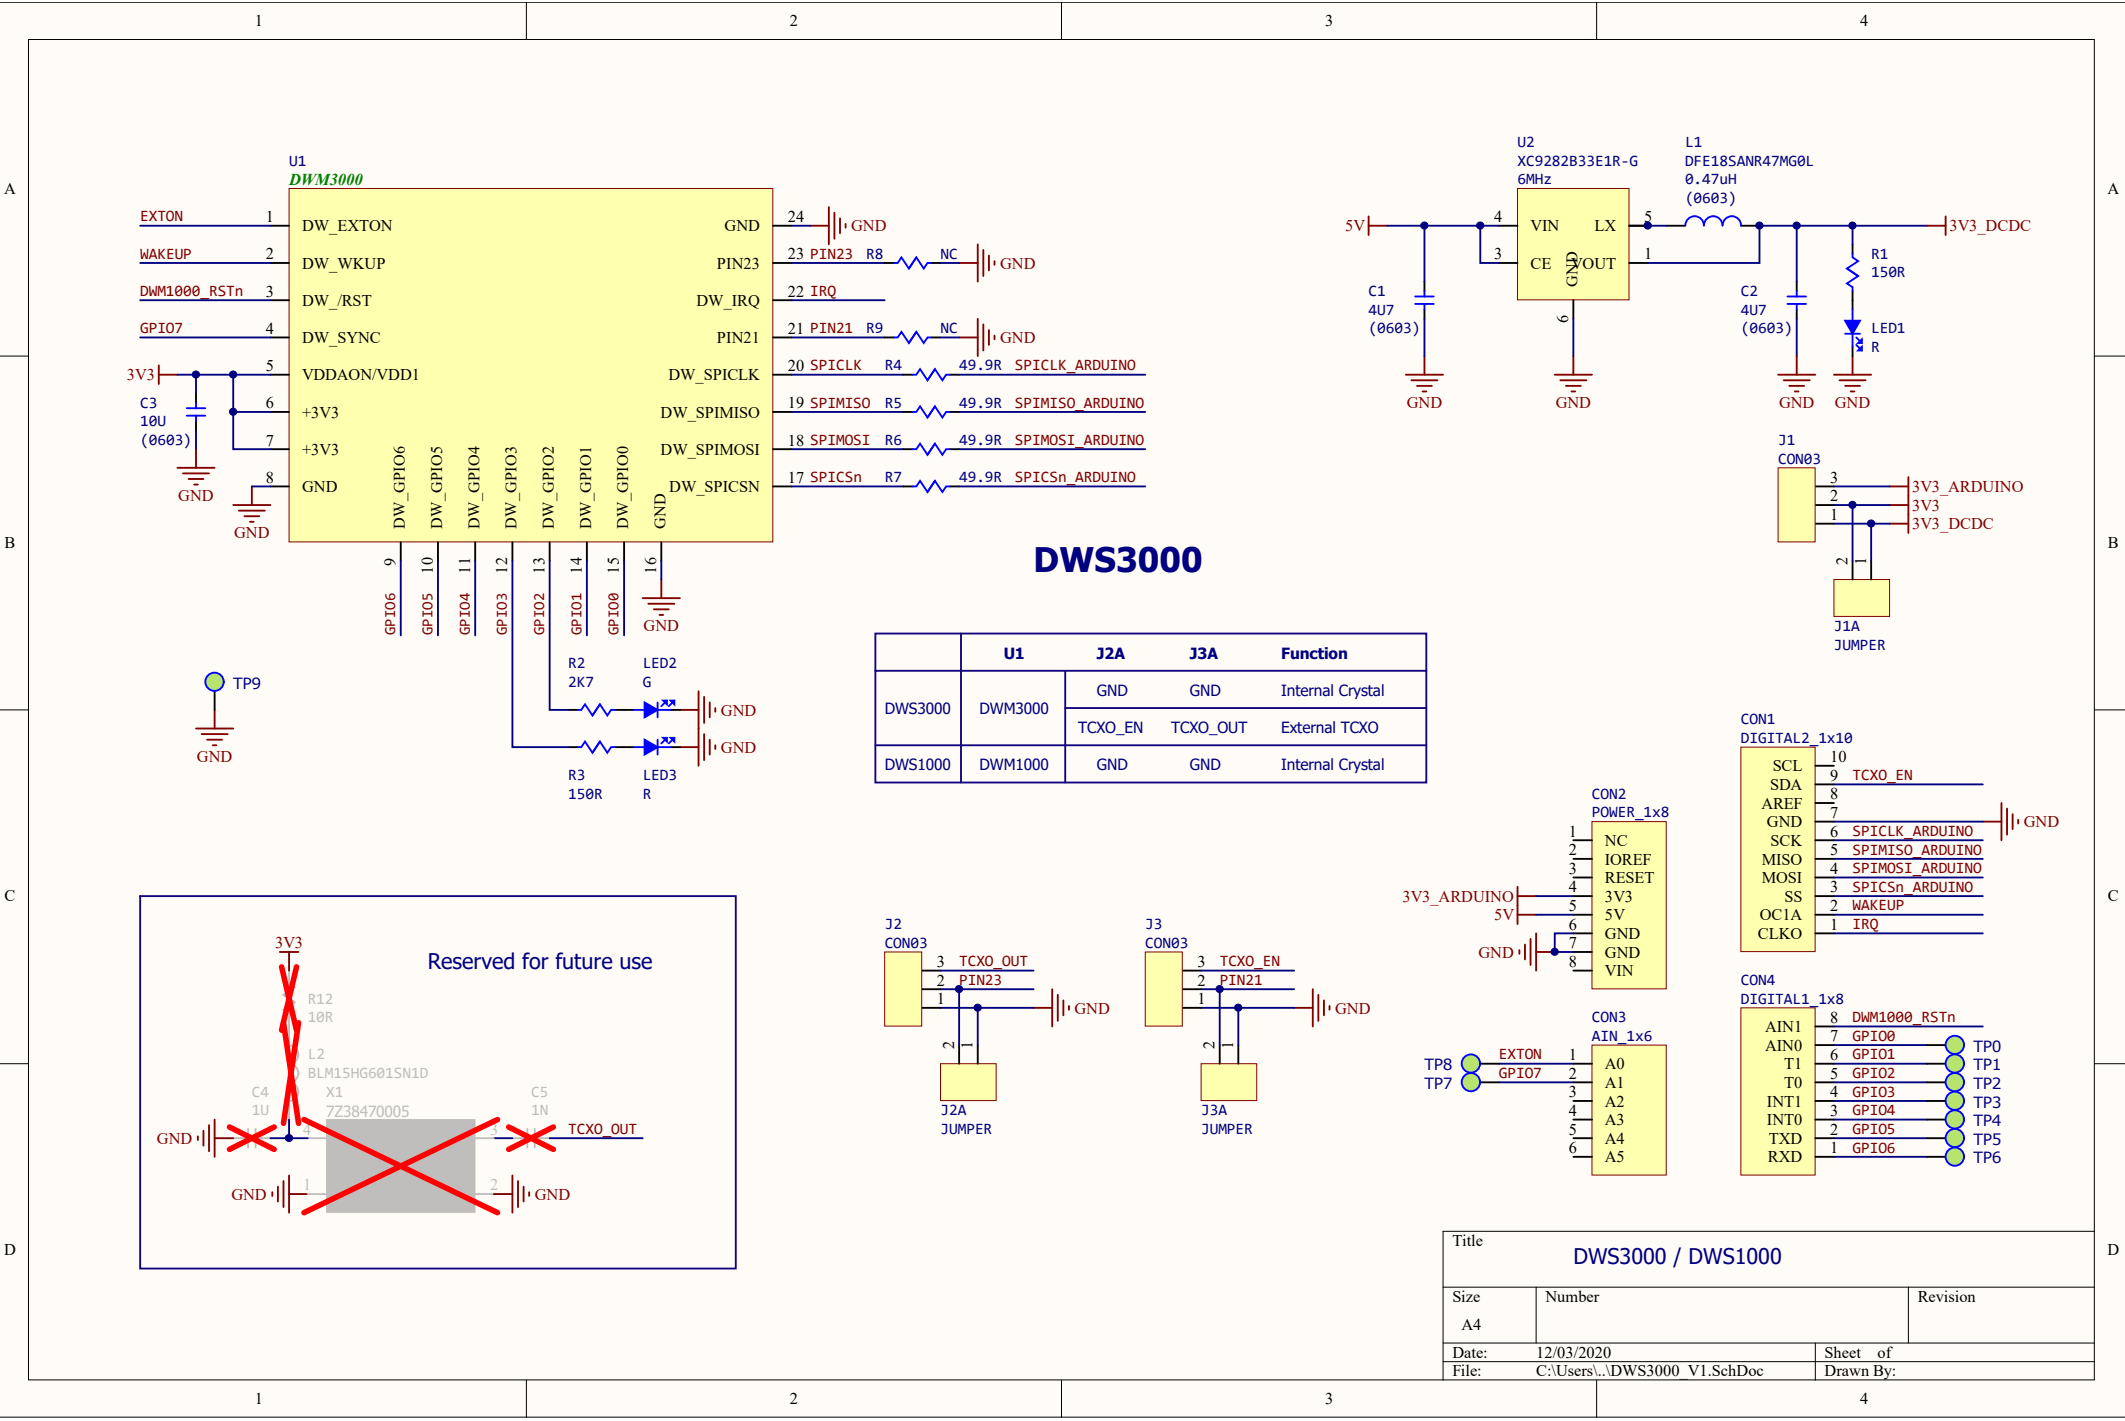 1 2 3 4
A A
B B
C C
D D
U1
DWM3000
EXTON 1 DW_EXTON
WAKEUP 2 DW_WKUP
DWM1000_RSTn 3 DW_/RST
GPIO7 4 DW_SYNC
3V3 5 VDDAON/VDD1
6 +3V3
7 +3V3
8 GND
C3
10U
(0603)
GND
GND
GND 24 GND
PIN23 23 PIN23 R8 NC GND
DW_IRQ 22 IRQ
PIN21 21 PIN21 R9 NC GND
DW_SPICLK 20 SPICLK R4 49.9R SPICLK_ARDUINO
DW_SPIMISO 19 SPIMISO R5 49.9R SPIMISO_ARDUINO
DW_SPIMOSI 18 SPIMOSI R6 49.9R SPIMOSI_ARDUINO
DW_SPICSN 17 SPICSn R7 49.9R SPICSn_ARDUINO
DW_GPIO6 DW_GPIO5 DW_GPIO4 DW_GPIO3 DW_GPIO2 DW_GPIO1 DW_GPIO0 GND
9 10 11 12 13 14 15 16
GPIO6 GPIO5 GPIO4 GPIO3 GPIO2 GPIO1 GPIO0
GND
R2 LED2
2K7 G
GND
GND
R3 LED3
150R R
TP9
GND
U2
XC9282B33E1R-G
6MHz
L1
DFE18SANR47MG0L
0.47uH
(0603)
5V 4 VIN LX 5 3V3_DCDC
3 CE GND VOUT 1
6
C1
4U7
(0603)
C2
4U7
(0603)
R1
150R
LED1
R
GND GND GND GND
J1
CON03
3 3V3_ARDUINO
2 3V3
1 3V3_DCDC
2 1
J1A
JUMPER
DWS3000
U1 J2A J3A Function
DWS3000 DWM3000 GND GND Internal Crystal
TCXO_EN TCXO_OUT External TCXO
DWS1000 DWM1000 GND GND Internal Crystal
CON1
DIGITAL2_1x10
SCL 10
SDA 9 TCXO_EN
AREF 8
GND 7 GND
SCK 6 SPICLK_ARDUINO
MISO 5 SPIMISO_ARDUINO
MOSI 4 SPIMOSI_ARDUINO
SS 3 SPICSn_ARDUINO
OC1A 2 WAKEUP
CLKO 1 IRQ
CON2
POWER_1x8
1 NC
2 IOREF
3 RESET
3V3_ARDUINO 4 3V3
5V 5 5V
6 GND
GND 7 GND
8 VIN
CON3
AIN_1x6
TP8 EXTON 1 A0
TP7 GPIO7 2 A1
3 A2
4 A3
5 A4
6 A5
CON4
DIGITAL1_1x8
AIN1 8 DWM1000_RSTn
AIN0 7 GPIO0 TP0
T1 6 GPIO1 TP1
T0 5 GPIO2 TP2
INT1 4 GPIO3 TP3
INT0 3 GPIO4 TP4
TXD 2 GPIO5 TP5
RXD 1 GPIO6 TP6
J2
CON03
3 TCXO_OUT
2 PIN23
1 GND
2 1
J2A
JUMPER
J3
CON03
3 TCXO_EN
2 PIN21
1 GND
2 1
J3A
JUMPER
Reserved for future use
3V3
R12
10R
L2
BLM15HG601SN1D
C4 X1 C5
1U 7Z38470005 1N
GND 4 3 TCXO_OUT
GND 1 2 GND
Title
DWS3000 / DWS1000
Size Number Revision
A4
Date: 12/03/2020 Sheet of
File: C:\Users\..\DWS3000_V1.SchDoc Drawn By:
1 2 3 4